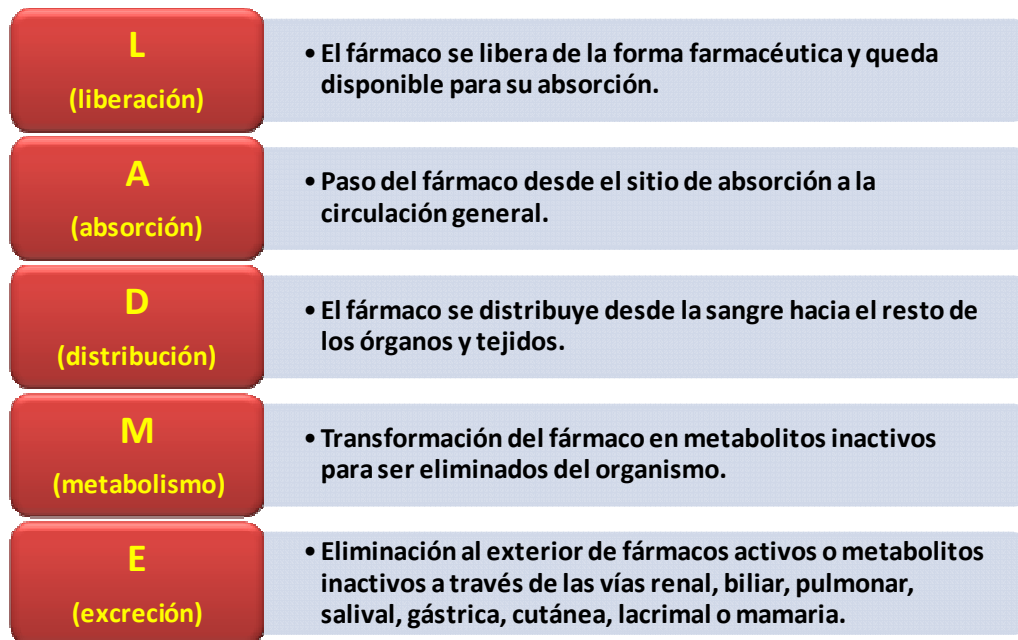 L
(liberación)
• El fármaco se libera de la forma farmacéutica y queda
disponible para su absorción.
A
(absorción)
• Paso del fármaco desde el sitio de absorción a la
circulación general.
D
(distribución)
• El fármaco se distribuye desde la sangre hacia el resto de
los órganos y tejidos.
M
(metabolismo)
• Transformación del fármaco en metabolitos inactivos
para ser eliminados del organismo.
E
(excreción)
• Eliminación al exterior de fármacos activos o metabolitos
inactivos a través de las vías renal, biliar, pulmonar,
salival, gástrica, cutánea, lacrimal o mamaria.